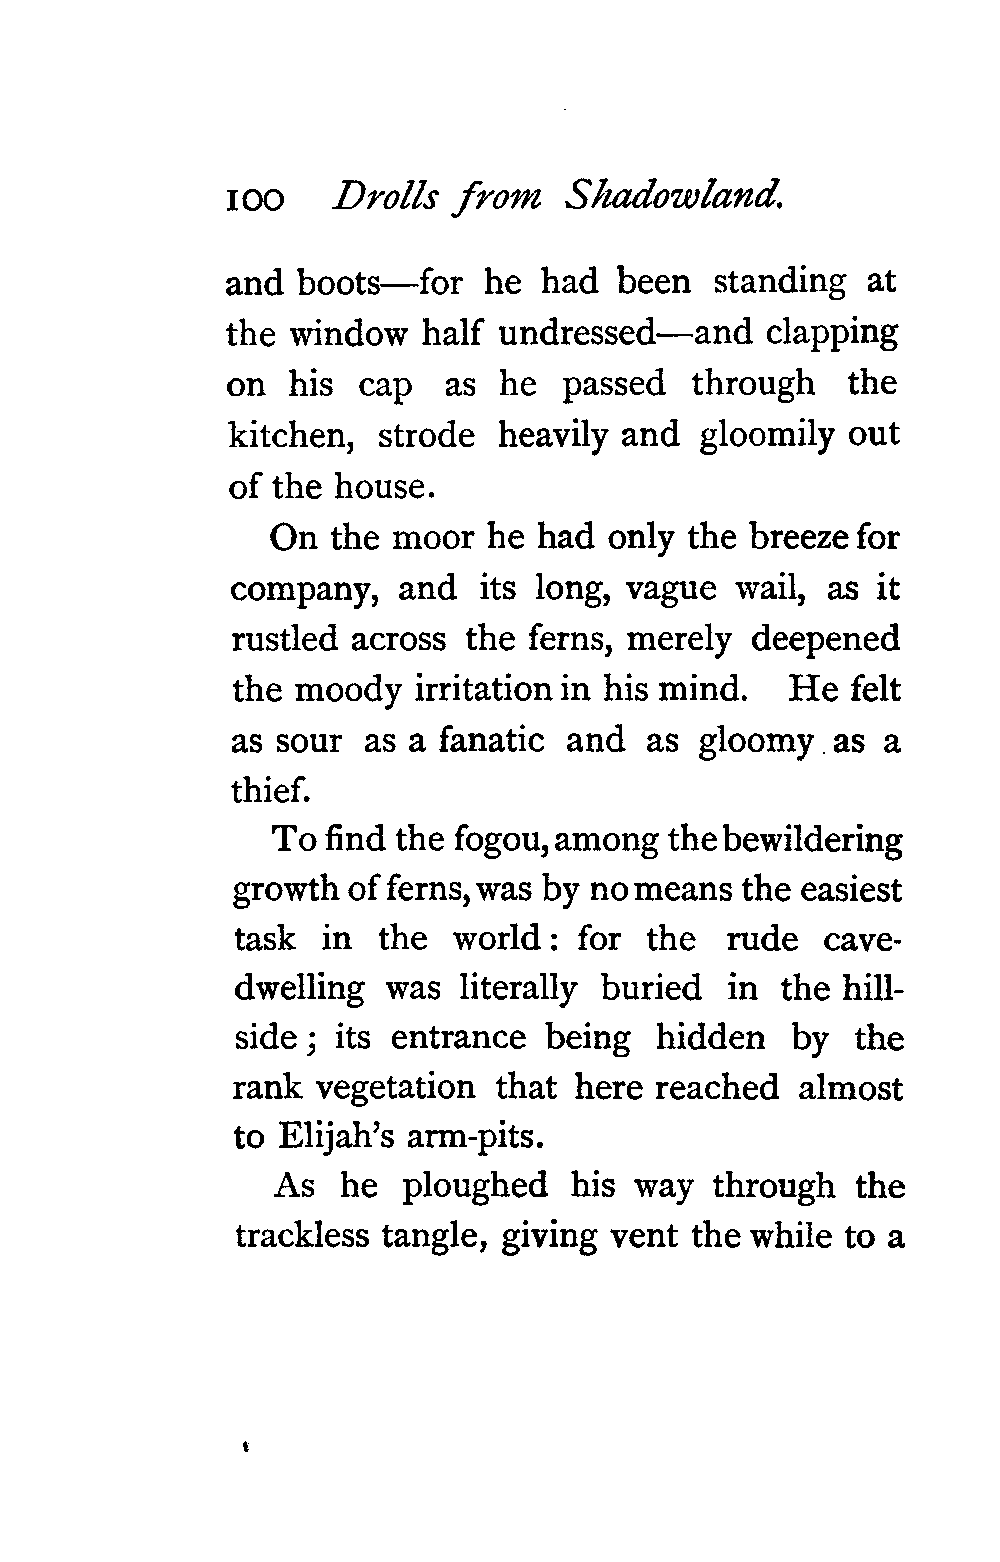 100 Drolls from Shadowland.
and boots—for he had been standing at
the window half undressed—and clapping
on his cap as he passed through the
kitchen, strode heavily and gloomily out
of the house.
On the moor he had only the breeze for
company, and its long, vague wail, as it
rustled across the ferns, merely deepened
the moody irritation in his mind. He felt
as sour as a fanatic and as gloomy as a
thief.
To find the fogou, among the bewildering
growth of ferns, was by no means the easiest
task in the world: for the rude cave-
dwelling was literally buried in the hill-
side; its entrance being hidden by the
rank vegetation that here reached almost
to Elijah's arm-pits.
As he ploughed his way through the
trackless tangle, giving vent the while to a